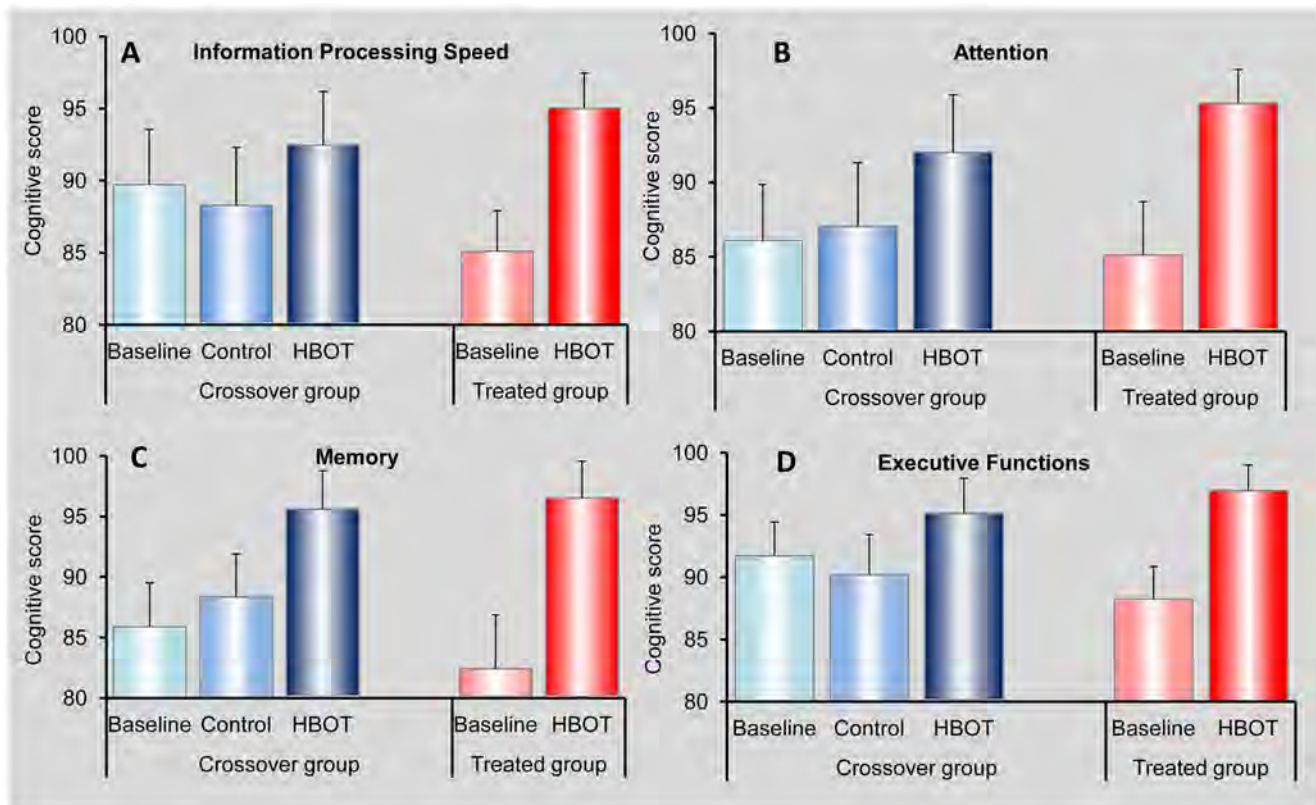 A Information Processing Speed
Cognitive score
100
95
90
85
80
Baseline Control HBOT Baseline HBOT
Crossover group Treated group
B Attention
Cognitive score
100
95
90
85
80
Baseline Control HBOT Baseline HBOT
Crossover group Treated group
C Memory
Cognitive score
100
95
90
85
80
Baseline Control HBOT Baseline HBOT
Crossover group Treated group
D Executive Functions
Cognitive score
100
95
90
85
80
Baseline Control HBOT Baseline HBOT
Crossover group Treated group